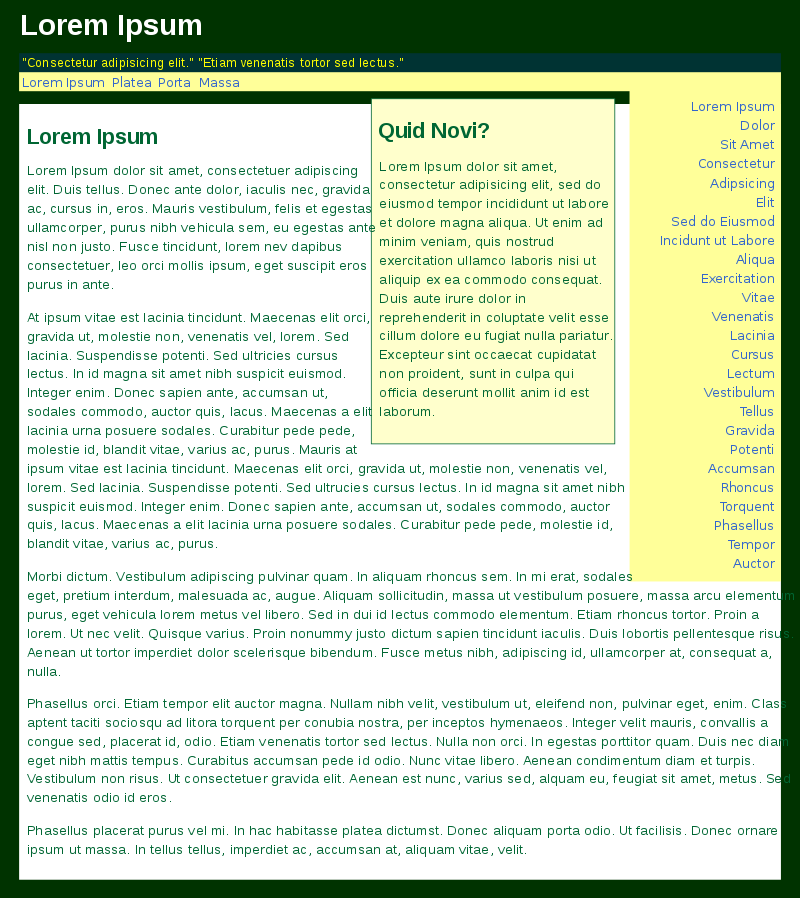 Lorem Ipsum
"Consectetur adipisicing elit." "Etiam venenatis tortor sed lectus."
Lorem Ipsum Platea Porta Massa
Lorem Ipsum
Lorem Ipsum dolor sit amet, consectetuer adipiscing
elit. Duis tellus. Donec ante dolor, iaculis nec, gravida
ac, cursus in, eros. Mauris vestibulum, felis et egestas
ullamcorper, purus nibh vehicula sem, eu egestas ante
nisl non justo. Fusce tincidunt, lorem nev dapibus
consectetuer, leo orci mollis ipsum, eget suscipit eros
purus in ante.
At ipsum vitae est lacinia tincidunt. Maecenas elit orci,
gravida ut, molestie non, venenatis vel, lorem. Sed
lacinia. Suspendisse potenti. Sed ultricies cursus
lectus. In id magna sit amet nibh suspicit euismod.
Integer enim. Donec sapien ante, accumsan ut,
sodales commodo, auctor quis, lacus. Maecenas a elit
lacinia urna posuere sodales. Curabitur pede pede,
molestie id, blandit vitae, varius ac, purus. Mauris at
ipsum vitae est lacinia tincidunt. Maecenas elit orci, gravida ut, molestie non, venenatis vel,
lorem. Sed lacinia. Suspendisse potenti. Sed ultrucies cursus lectus. In id magna sit amet nibh
suspicit euismod. Integer enim. Donec sapien ante, accumsan ut, sodales commodo, auctor
quis, lacus. Maecenas a elit lacinia urna posuere sodales. Curabitur pede pede, molestie id,
blandit vitae, varius ac, purus.
Quid Novi?
Lorem Ipsum dolor sit amet,
consectetur adipisicing elit, sed do
eiusmod tempor incididunt ut labore
et dolore magna aliqua. Ut enim ad
minim veniam, quis nostrud
exercitation ullamco laboris nisi ut
aliquip ex ea commodo consequat.
Duis aute irure dolor in
reprehenderit in coluptate velit esse
cillum dolore eu fugiat nulla pariatur.
Excepteur sint occaecat cupidatat
non proident, sunt in culpa qui
officia deserunt mollit anim id est
laborum.
Lorem Ipsum
Dolor
Sit Amet
Consectetur
Adipsicing
Elit
Sed do Eiusmod
Incidunt ut Labore
Aliqua
Exercitation
Vitae
Venenatis
Lacinia
Cursus
Lectum
Vestibulum
Tellus
Gravida
Potenti
Accumsan
Rhoncus
Torquent
Phasellus
Tempor
Auctor
Morbi dictum. Vestibulum adipiscing pulvinar quam. In aliquam rhoncus sem. In mi erat, sodales
eget, pretium interdum, malesuada ac, augue. Aliquam sollicitudin, massa ut vestibulum posuere, massa arcu elementum
purus, eget vehicula lorem metus vel libero. Sed in dui id lectus commodo elementum. Etiam rhoncus tortor. Proin a
lorem. Ut nec velit. Quisque varius. Proin nonummy justo dictum sapien tincidunt iaculis. Duis lobortis pellentesque risus.
Aenean ut tortor imperdiet dolor scelerisque bibendum. Fusce metus nibh, adipiscing id, ullamcorper at, consequat a,
nulla.
Phasellus orci. Etiam tempor elit auctor magna. Nullam nibh velit, vestibulum ut, eleifend non, pulvinar eget, enim. Class
aptent taciti sociosqu ad litora torquent per conubia nostra, per inceptos hymenaeos. Integer velit mauris, convallis a
congue sed, placerat id, odio. Etiam venenatis tortor sed lectus. Nulla non orci. In egestas porttitor quam. Duis nec diam
eget nibh mattis tempus. Curabitus accumsan pede id odio. Nunc vitae libero. Aenean condimentum diam et turpis.
Vestibulum non risus. Ut consectetuer gravida elit. Aenean est nunc, varius sed, alquam eu, feugiat sit amet, metus. Sed
venenatis odio id eros.
Phasellus placerat purus vel mi. In hac habitasse platea dictumst. Donec aliquam porta odio. Ut facilisis. Donec ornare
ipsum ut massa. In tellus tellus, imperdiet ac, accumsan at, aliquam vitae, velit.